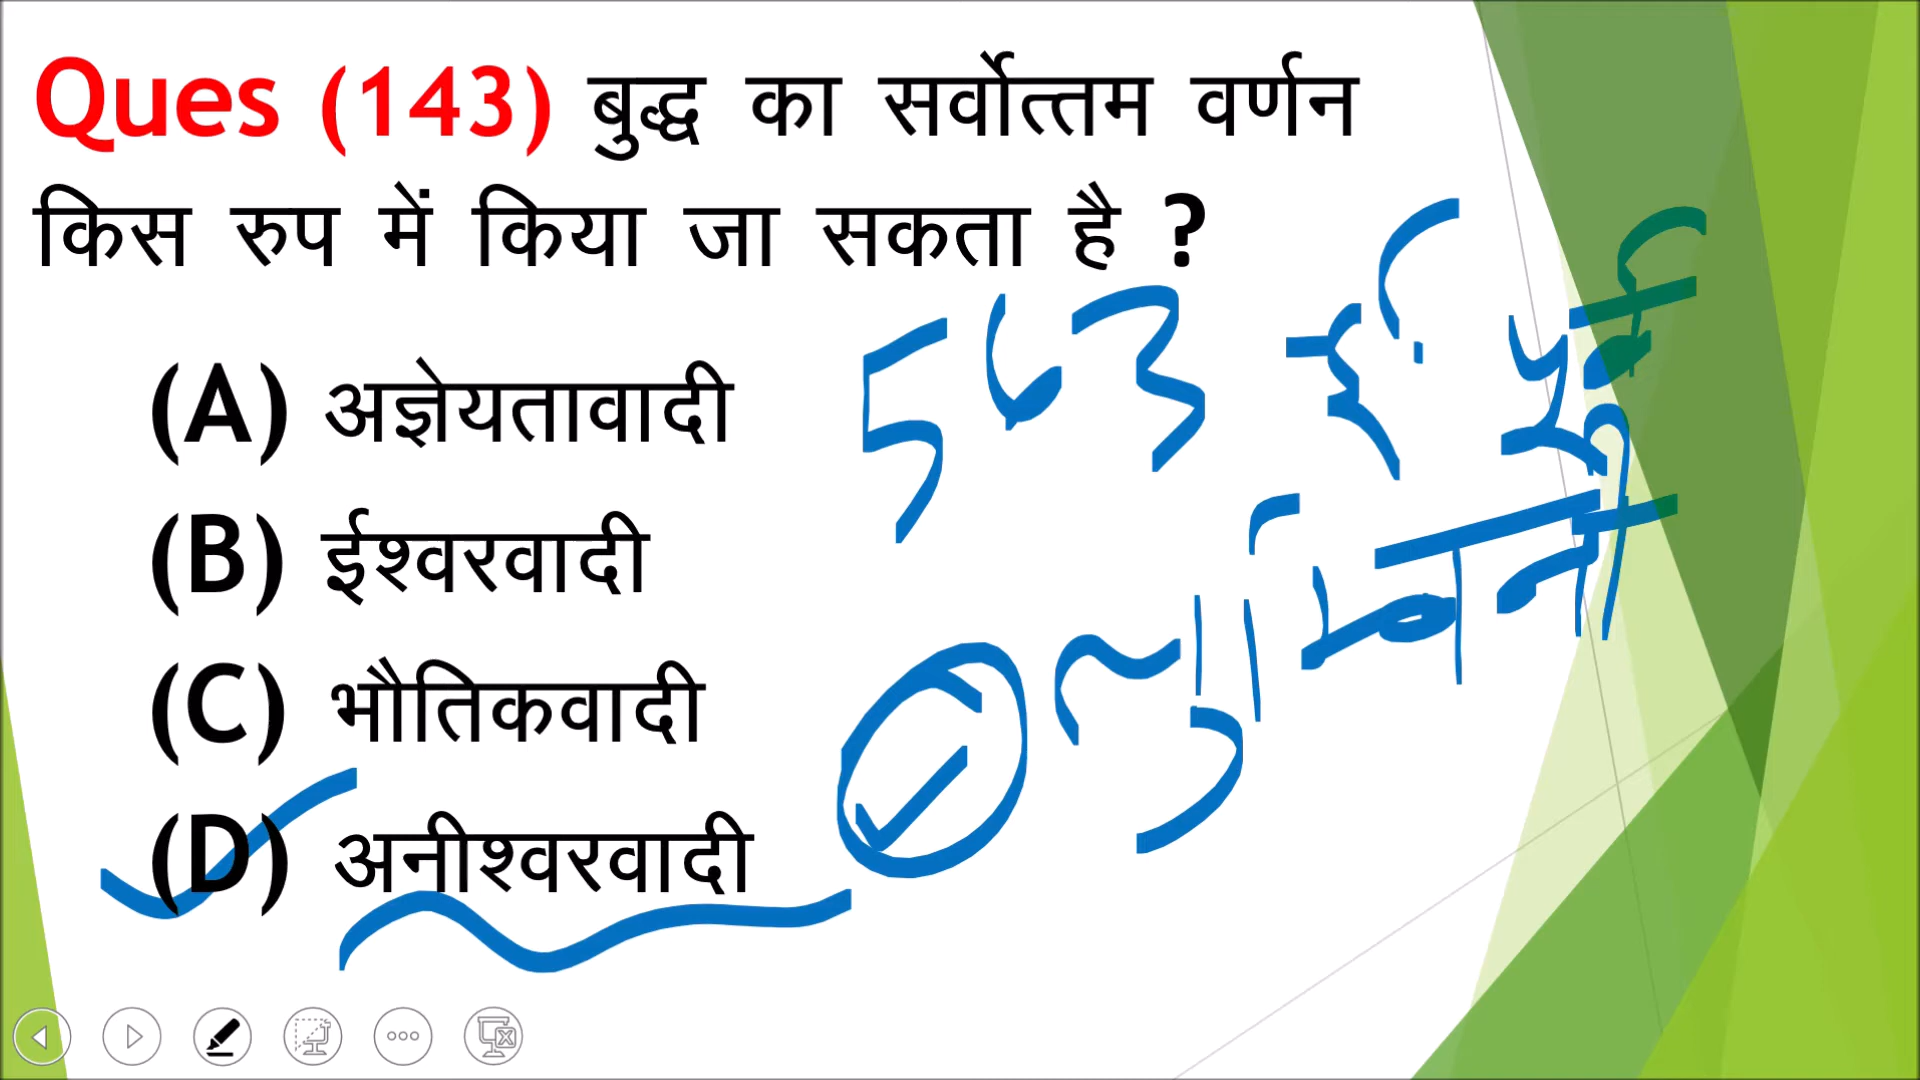 Ques (143) बुद्ध का सर्वोत्तम वर्णन
किस रुप में किया जा सकता है ?
(A) अज्ञेयतावादी
(B) ईश्वरवादी
(C) भौतिकवादी
(D) अनीश्वरवादी
563 ई. पूर्व
लुम्बिनी